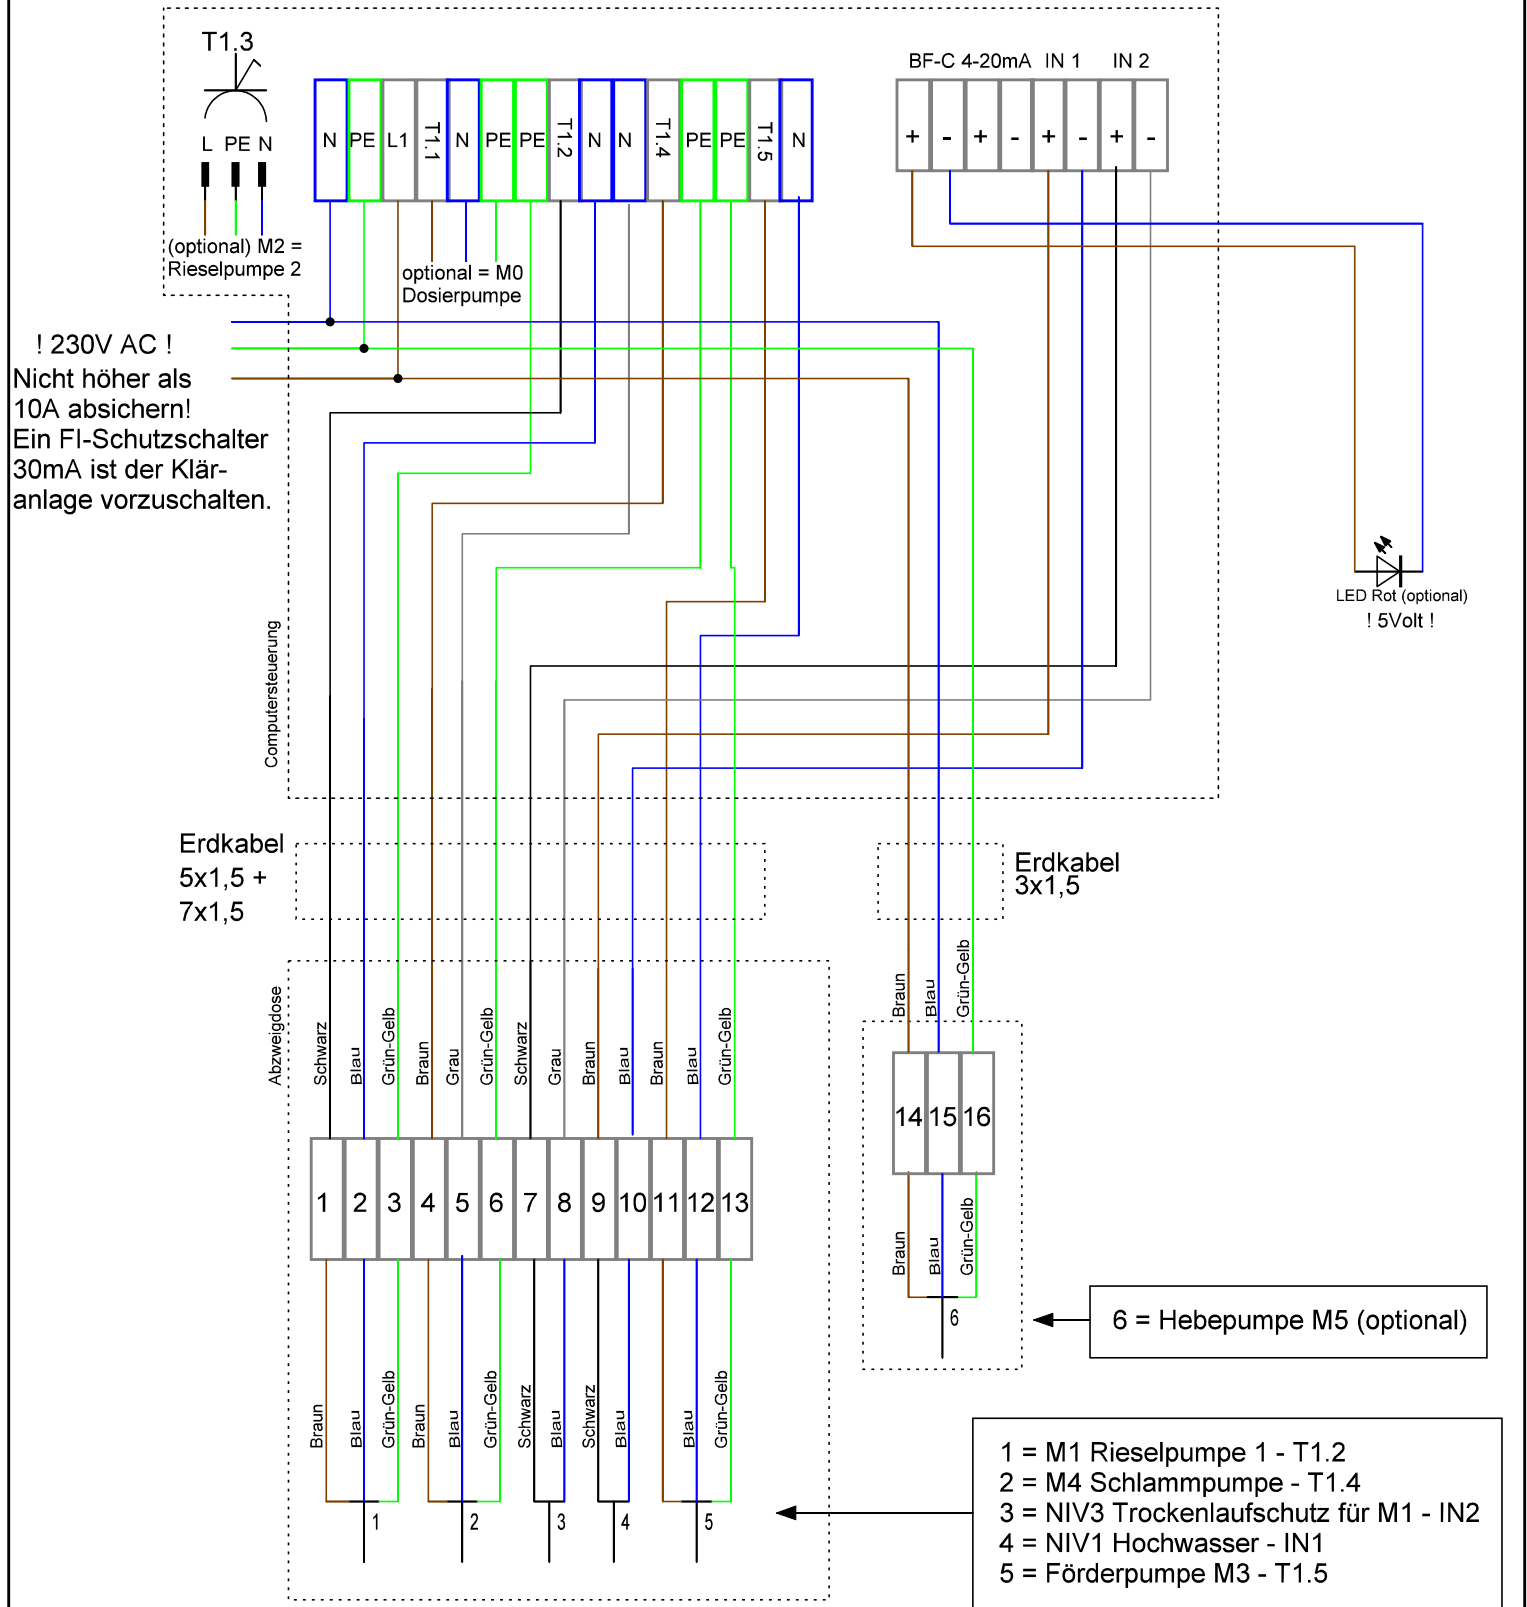 T1.3
L PE N
(optional) M2 =
Rieselpumpe 2
N PE L1 T1.1 N PE PE T1.2 N N T1.4 PE PE T1.5 N
BF-C 4-20mA IN 1 IN 2
+ - + - + - + -
optional = M0
Dosierpumpe
! 230V AC !
Nicht höher als
10A absichern!
Ein FI-Schutzschalter
30mA ist der Klär-
anlage vorzuschalten.
LED Rot (optional)
! 5Volt !
Computersteuerung
Erdkabel
5x1,5 +
7x1,5
Erdkabel
3x1,5
Abzweigdose
Schwarz Blau Grün-Gelb Braun Grau Grün-Gelb Schwarz Grau Braun Blau Braun Blau Grün-Gelb
Braun Blau Grün-Gelb
14 15 16
1 2 3 4 5 6 7 8 9 10 11 12 13
Braun Blau Grün-Gelb
6
6 = Hebepumpe M5 (optional)
Braun Blau Grün-Gelb Braun Blau Grün-Gelb Schwarz Blau Schwarz Blau Blau Grün-Gelb
1 2 3 4 5
1 = M1 Rieselpumpe 1 - T1.2
2 = M4 Schlammpumpe - T1.4
3 = NIV3 Trockenlaufschutz für M1 - IN2
4 = NIV1 Hochwasser - IN1
5 = Förderpumpe M3 - T1.5